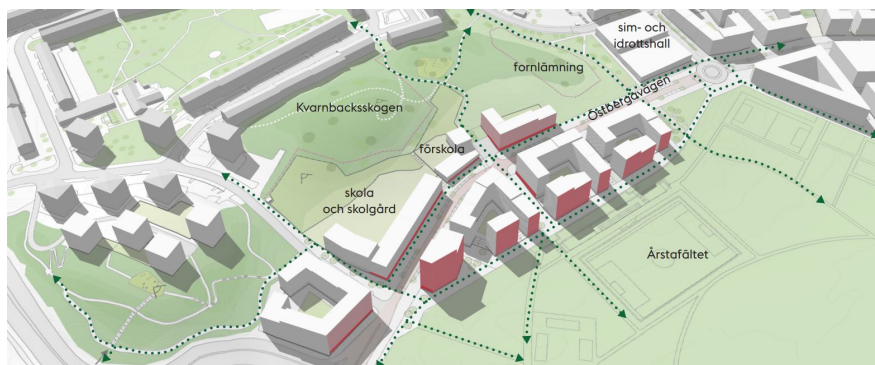 sim- och
idrottshall
fornlämning
Kvarnbacksskogen
Östbergavägen
förskola
skola
och skolgård
Årstafältet